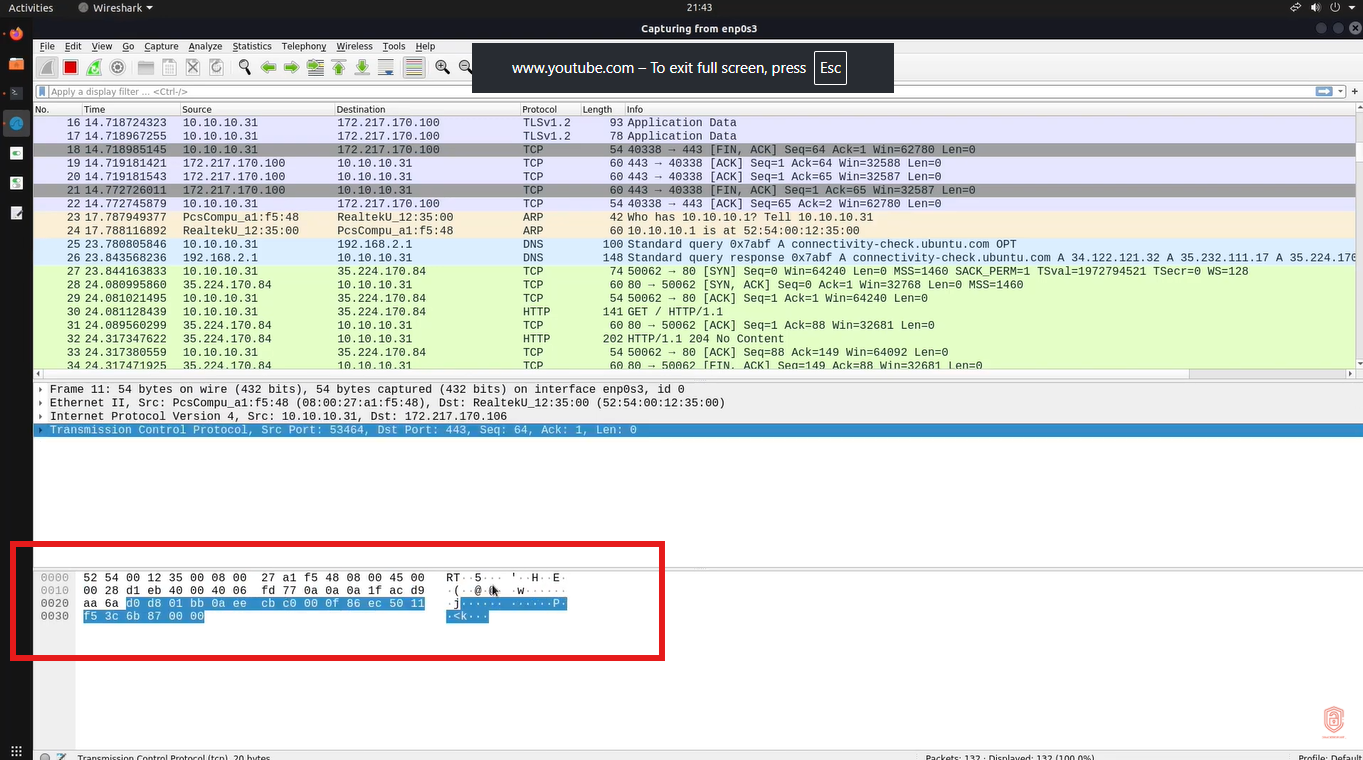 Activities Wireshark 21:43
Capturing from enp0s3
File Edit View Go Capture Analyze Statistics Telephony Wireless Tools Help
www.youtube.com – To exit full screen, press Esc
Apply a display filter ... <Ctrl-/>
No. Time Source Destination Protocol Length Info
16 14.718724323 10.10.10.31 172.217.170.100 TLSv1.2 93 Application Data
17 14.718967255 10.10.10.31 172.217.170.100 TLSv1.2 78 Application Data
18 14.718985145 10.10.10.31 172.217.170.100 TCP 54 40338 → 443 [FIN, ACK] Seq=64 Ack=1 Win=62780 Len=0
19 14.719181421 172.217.170.100 10.10.10.31 TCP 60 443 → 40338 [ACK] Seq=1 Ack=64 Win=32588 Len=0
20 14.719181543 172.217.170.100 10.10.10.31 TCP 60 443 → 40338 [ACK] Seq=1 Ack=65 Win=32587 Len=0
21 14.772726011 172.217.170.100 10.10.10.31 TCP 60 443 → 40338 [FIN, ACK] Seq=1 Ack=65 Win=32587 Len=0
22 14.772745879 10.10.10.31 172.217.170.100 TCP 54 40338 → 443 [ACK] Seq=65 Ack=2 Win=62780 Len=0
23 17.787949377 PcsCompu_a1:f5:48 RealtekU_12:35:00 ARP 42 Who has 10.10.10.1? Tell 10.10.10.31
24 17.788116892 RealtekU_12:35:00 PcsCompu_a1:f5:48 ARP 60 10.10.10.1 is at 52:54:00:12:35:00
25 23.780805846 10.10.10.31 192.168.2.1 DNS 100 Standard query 0x7abf A connectivity-check.ubuntu.com OPT
26 23.843568236 192.168.2.1 10.10.10.31 DNS 148 Standard query response 0x7abf A connectivity-check.ubuntu.com A 34.122.121.32 A 35.232.111.17 A 35.224.170
27 23.844163833 10.10.10.31 35.224.170.84 TCP 74 50062 → 80 [SYN] Seq=0 Win=64240 Len=0 MSS=1460 SACK_PERM=1 TSval=1972794521 TSecr=0 WS=128
28 24.080995860 35.224.170.84 10.10.10.31 TCP 60 80 → 50062 [SYN, ACK] Seq=0 Ack=1 Win=32768 Len=0 MSS=1460
29 24.081021495 10.10.10.31 35.224.170.84 TCP 54 50062 → 80 [ACK] Seq=1 Ack=1 Win=64240 Len=0
30 24.081128439 10.10.10.31 35.224.170.84 HTTP 141 GET / HTTP/1.1
31 24.089560299 35.224.170.84 10.10.10.31 TCP 60 80 → 50062 [ACK] Seq=1 Ack=88 Win=32681 Len=0
32 24.317347622 35.224.170.84 10.10.10.31 HTTP 202 HTTP/1.1 204 No Content
33 24.317380559 10.10.10.31 35.224.170.84 TCP 54 50062 → 80 [ACK] Seq=88 Ack=149 Win=64092 Len=0
34 24.317471925 35.224.170.84 10.10.10.31 TCP 60 80 → 50062 [FIN, ACK] Seq=149 Ack=88 Win=32681 Len=0
Frame 11: 54 bytes on wire (432 bits), 54 bytes captured (432 bits) on interface enp0s3, id 0
Ethernet II, Src: PcsCompu_a1:f5:48 (08:00:27:a1:f5:48), Dst: RealtekU_12:35:00 (52:54:00:12:35:00)
Internet Protocol Version 4, Src: 10.10.10.31, Dst: 172.217.170.106
Transmission Control Protocol, Src Port: 53464, Dst Port: 443, Seq: 64, Ack: 1, Len: 0
0000 52 54 00 12 35 00 08 00 27 a1 f5 48 08 00 45 00 RT··5··· '··H··E·
0010 00 28 d1 eb 40 00 40 06 fd 77 0a 0a 0a 1f ac d9 ·(··@·@· ·w······
0020 aa 6a d0 d8 01 bb 0a ee cb c0 00 0f 86 ec 50 11 ·j······ ······P·
0030 f5 3c 6b 87 00 00 ·<k···
Transmission Control Protocol (tcp), 20 bytes Packets: 132 · Displayed: 132 (100.0%) Profile: Default